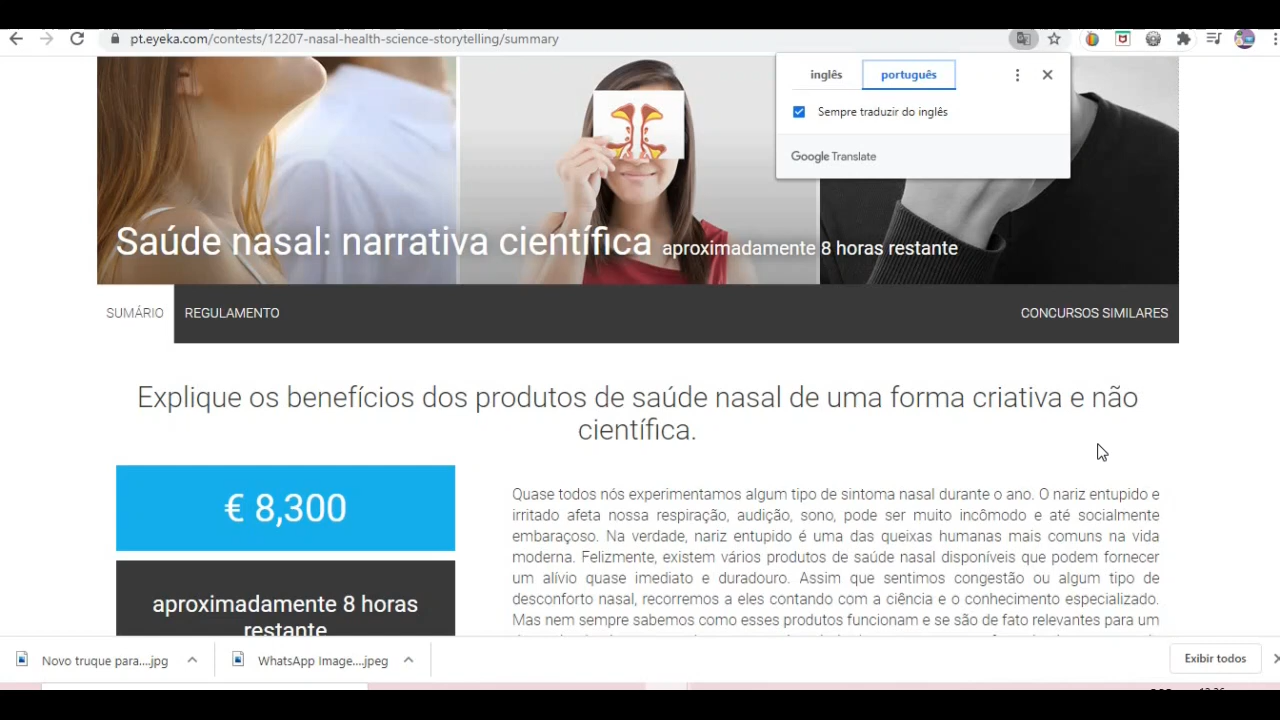 pt.eyeka.com/contests/12207-nasal-health-science-storytelling/summary
inglês português
Sempre traduzir do inglês
Google Translate
Saúde nasal: narrativa científica aproximadamente 8 horas restante
SUMÁRIO REGULAMENTO CONCURSOS SIMILARES
Explique os benefícios dos produtos de saúde nasal de uma forma criativa e não
científica.
€ 8,300
aproximadamente 8 horas
restante
Quase todos nós experimentamos algum tipo de sintoma nasal durante o ano. O nariz entupido e
irritado afeta nossa respiração, audição, sono, pode ser muito incômodo e até socialmente
embaraçoso. Na verdade, nariz entupido é uma das queixas humanas mais comuns na vida
moderna. Felizmente, existem vários produtos de saúde nasal disponíveis que podem fornecer
um alívio quase imediato e duradouro. Assim que sentimos congestão ou algum tipo de
desconforto nasal, recorremos a eles contando com a ciência e o conhecimento especializado.
Mas nem sempre sabemos como esses produtos funcionam e se são de fato relevantes para um
Novo truque para....jpg WhatsApp Image....jpeg Exibir todos